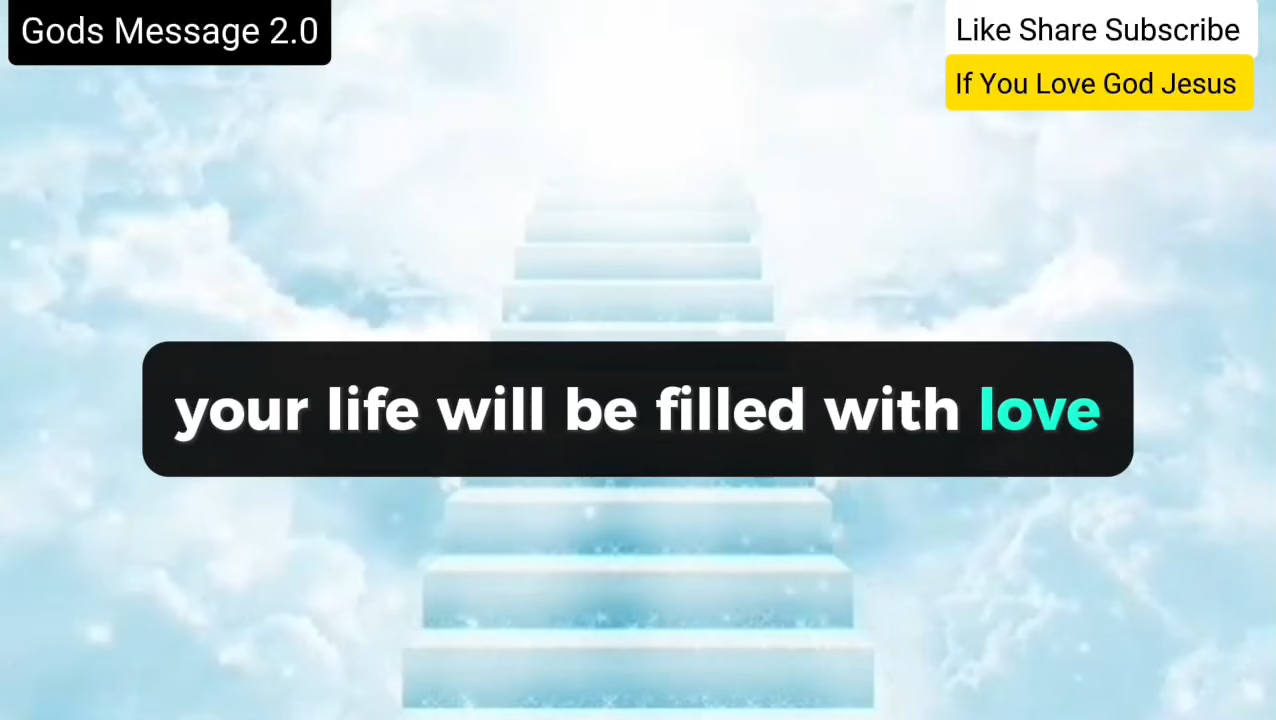 Gods Message 2.0
Like Share Subscribe
If You Love God Jesus
your life will be filled with love